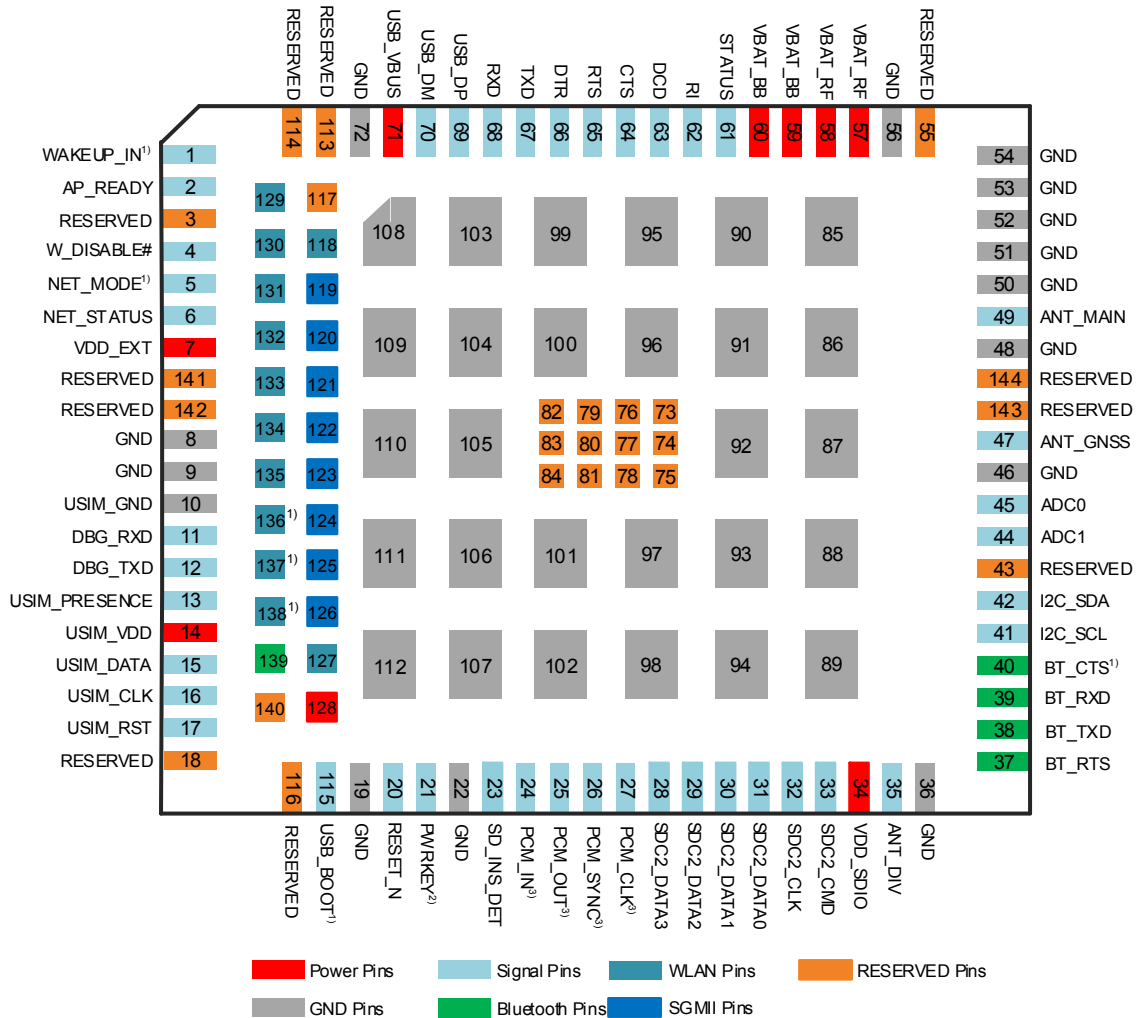 RESERVED
RESERVED
GND
USB_VBUS
USB_DM
USB_DP
RXD
TXD
DTR
RTS
CTS
DCD
RI
STATUS
VBAT_BB
VBAT_BB
VBAT_RF
VBAT_RF
GND
RESERVED
114
113
72
71
70
69
68
67
66
65
64
63
62
61
60
59
58
57
56
55
WAKEUP_IN1) 1
AP_READY 2
RESERVED 3
W_DISABLE# 4
NET_MODE1) 5
NET_STATUS 6
VDD_EXT 7
RESERVED 141
RESERVED 142
GND 8
GND 9
USIM_GND 10
DBG_RXD 11
DBG_TXD 12
USIM_PRESENCE 13
USIM_VDD 14
USIM_DATA 15
USIM_CLK 16
USIM_RST 17
RESERVED 18
129 117
130 118
131 119
132 120
133 121
134 122
135 123
136 1) 124
137 1) 125
138 1) 126
139 127
140 128
108 103 99 95 90 85
109 104 100 96 91 86
110 105 92 87
82 79 76 73
83 80 77 74
84 81 78 75
111 106 101 97 93 88
112 107 102 98 94 89
54 GND
53 GND
52 GND
51 GND
50 GND
49 ANT_MAIN
48 GND
144 RESERVED
143 RESERVED
47 ANT_GNSS
46 GND
45 ADC0
44 ADC1
43 RESERVED
42 I2C_SDA
41 I2C_SCL
40 BT_CTS1)
39 BT_RXD
38 BT_TXD
37 BT_RTS
116
115
19
20
21
22
23
24
25
26
27
28
29
30
31
32
33
34
35
36
RESERVED
USB_BOOT1)
GND
RESET_N
PWRKEY2)
GND
SD_INS_DET
PCM_IN3)
PCM_OUT3)
PCM_SYNC3)
PCM_CLK3)
SDC2_DATA3
SDC2_DATA2
SDC2_DATA1
SDC2_DATA0
SDC2_CLK
SDC2_CMD
VDD_SDIO
ANT_DIV
GND
Power Pins Signal Pins WLAN Pins RESERVED Pins
GND Pins Bluetooth Pins SGMII Pins